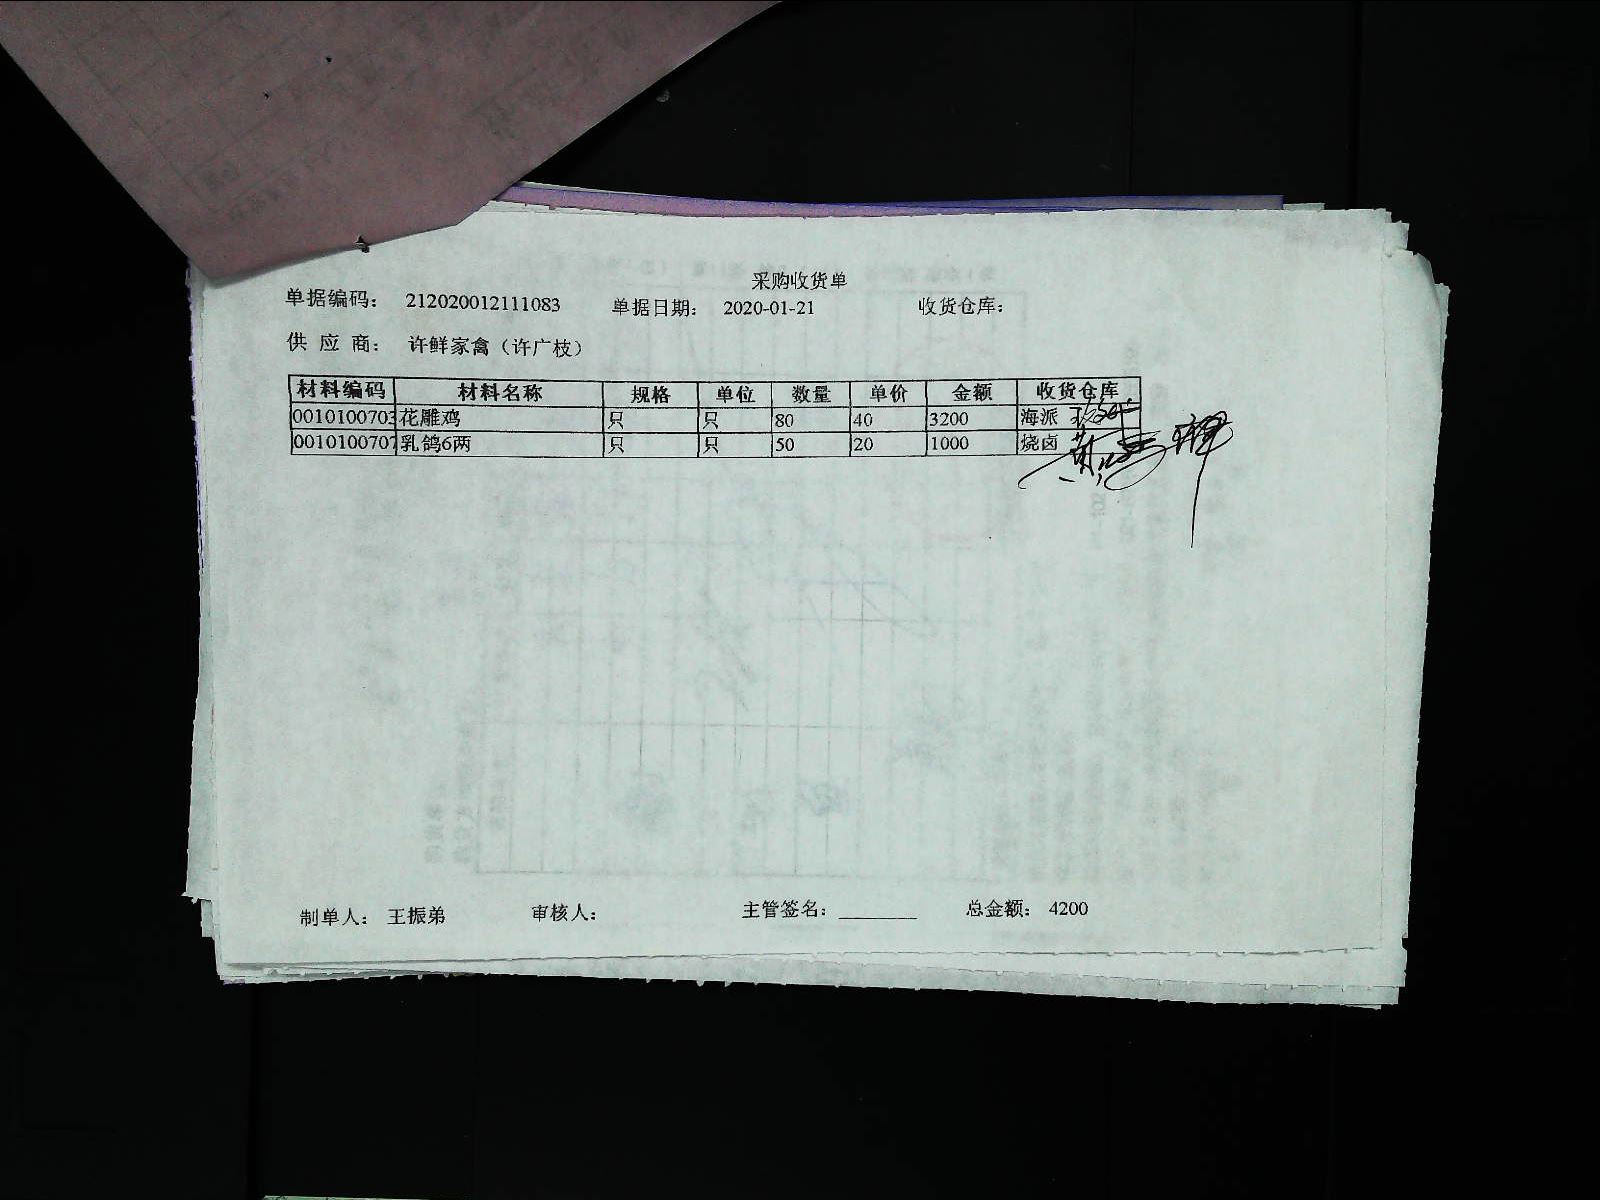 采购收货单
单据编码： 212020012111083 单据日期： 2020-01-21 收货仓库：
供 应 商： 许鲜家禽（许广枝）
材料编码 材料名称 规格 单位 数量 单价 金额 收货仓库
0010100703 花雕鸡 只 只 80 40 3200 海派
0010100707 乳鸽6两 只 只 50 20 1000 烧卤
制单人： 王振弟 审核人： 主管签名： 总金额： 4200